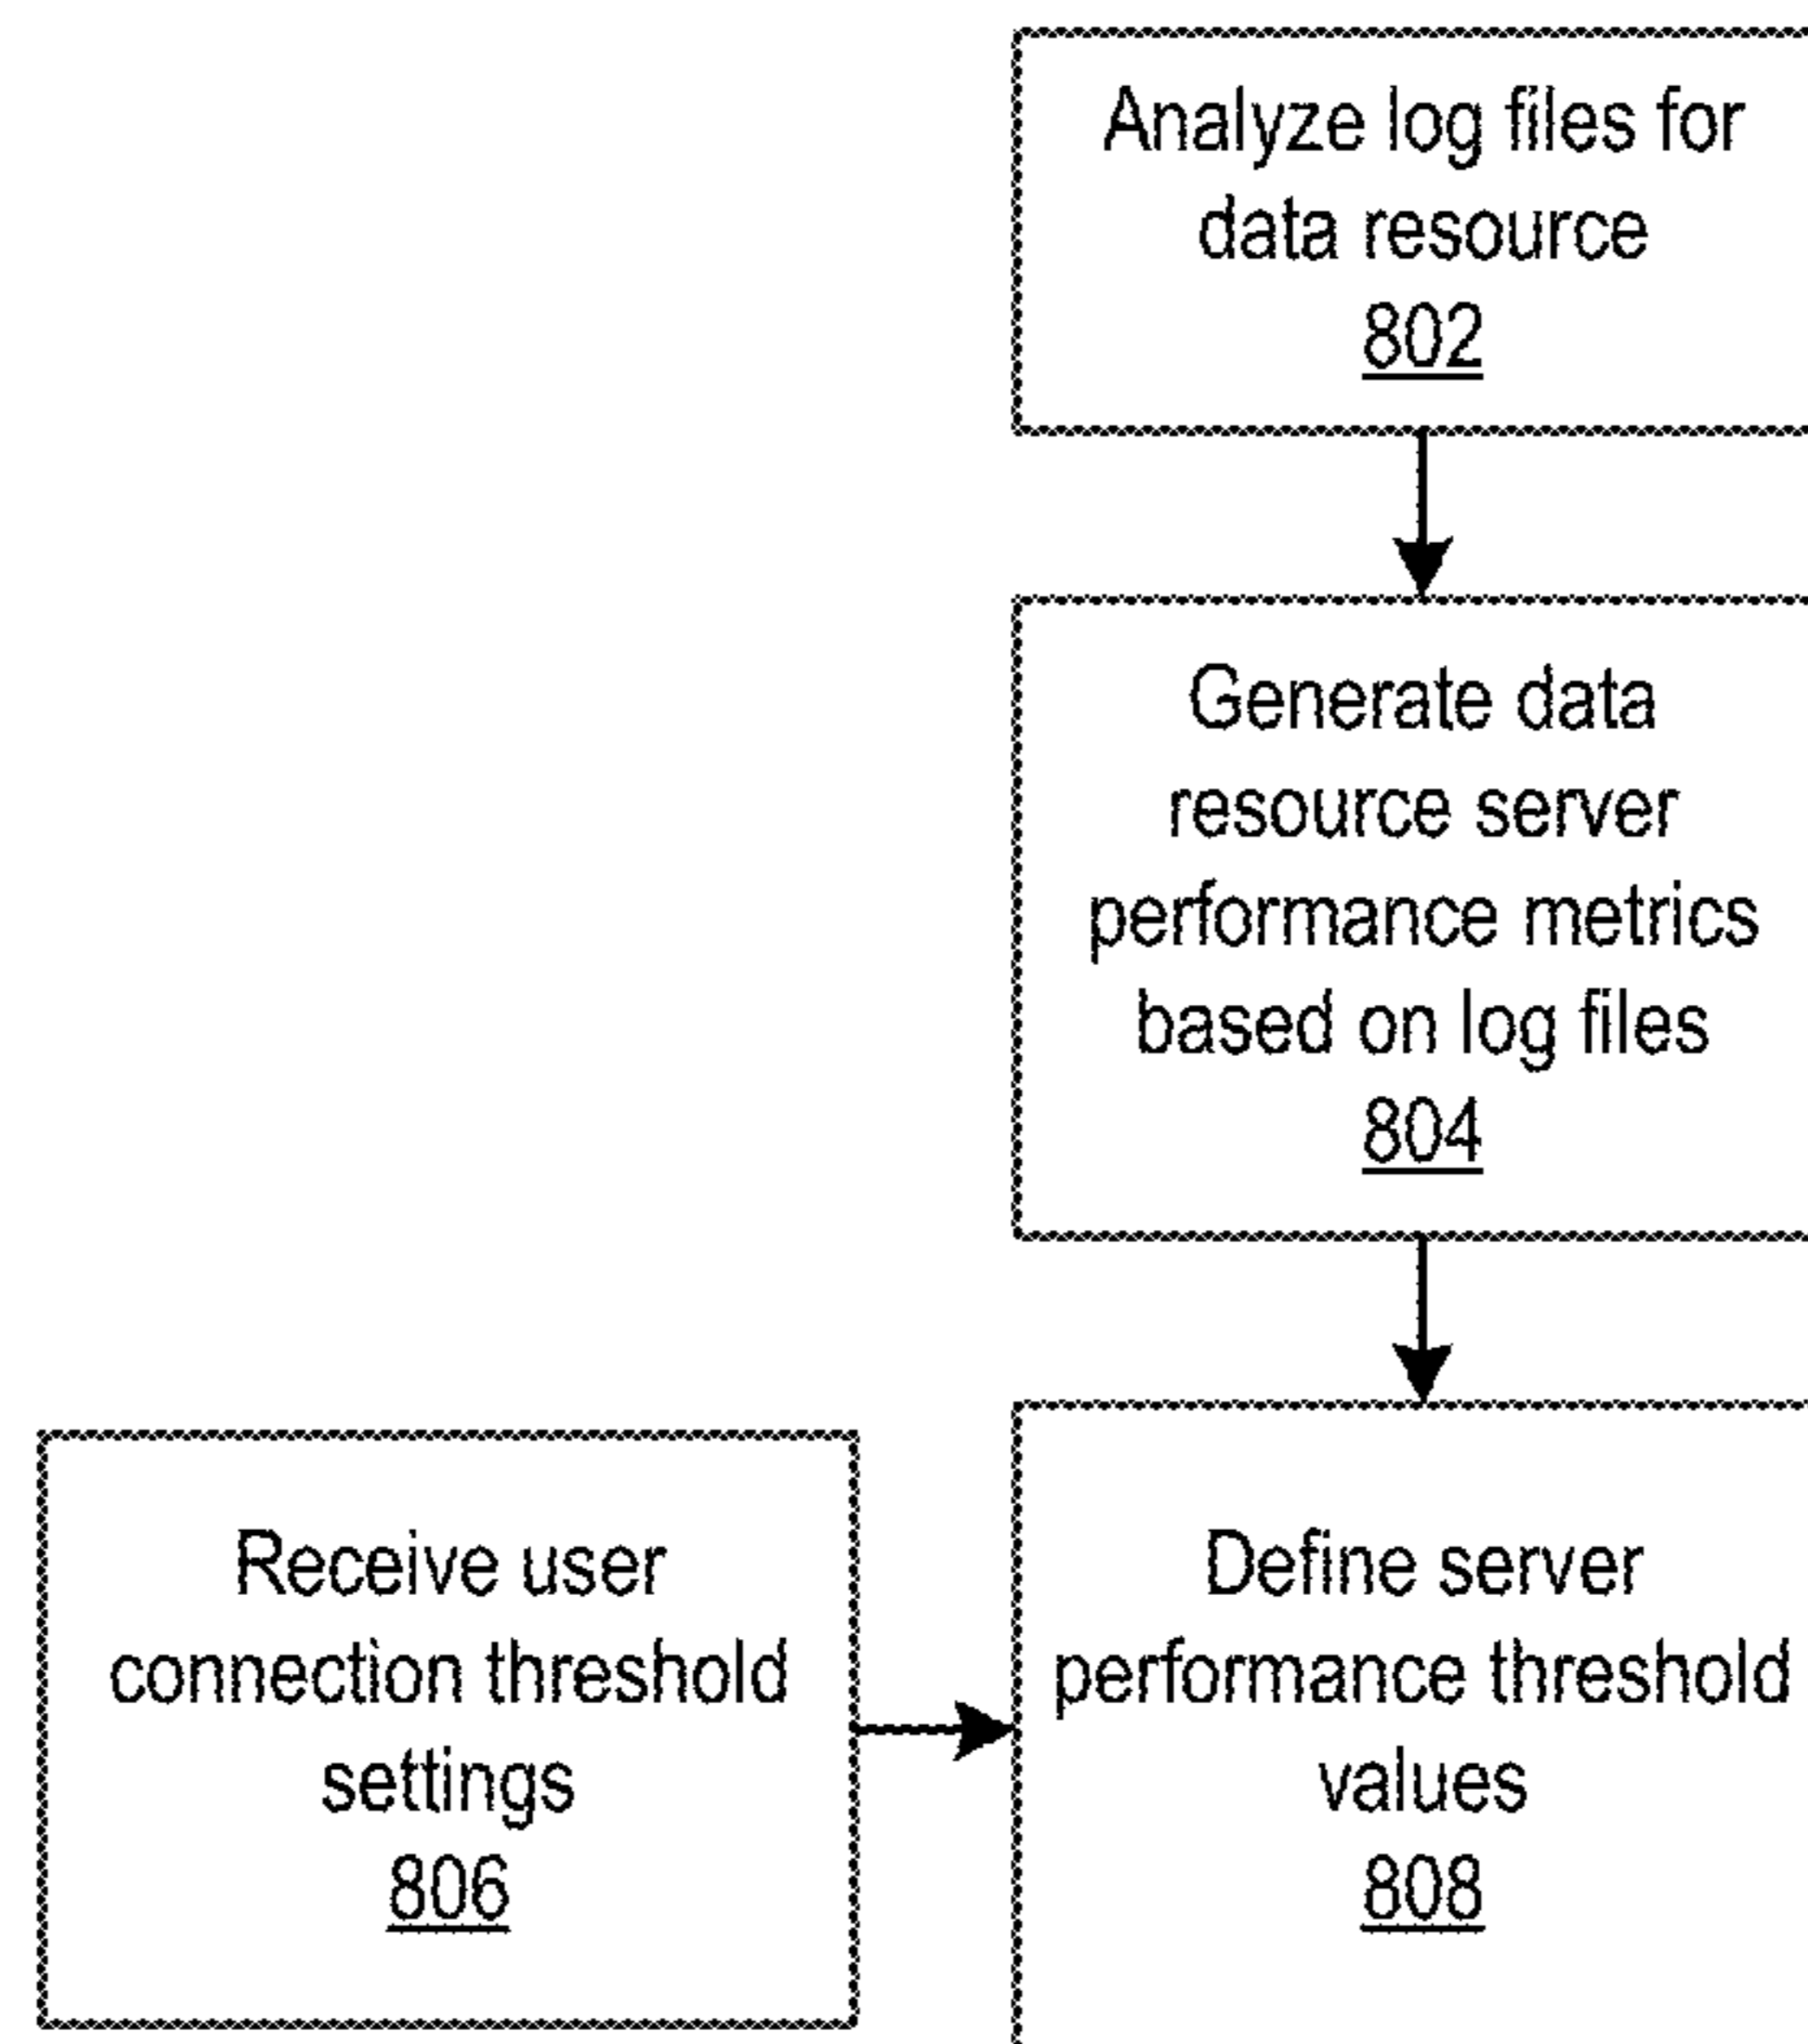 Analyze log files for
data resource
802
Generate data
resource server
performance metrics
based on log files
804
Receive user
connection threshold
settings
806
Define server
performance threshold
values
808